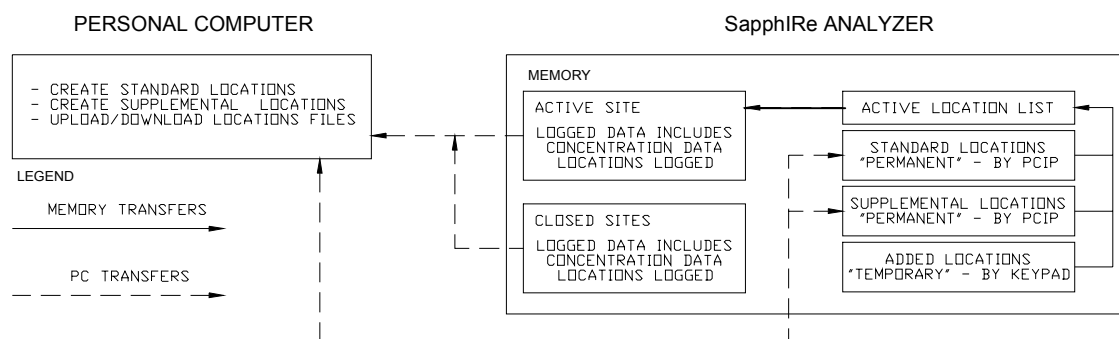 PERSONAL COMPUTER
SapphIRe ANALYZER
- CREATE STANDARD LOCATIONS
- CREATE SUPPLEMENTAL LOCATIONS
- UPLOAD/DOWNLOAD LOCATIONS FILES
LEGEND
MEMORY TRANSFERS
PC TRANSFERS
MEMORY
ACTIVE SITE
LOGGED DATA INCLUDES
CONCENTRATION DATA
LOCATIONS LOGGED
CLOSED SITES
LOGGED DATA INCLUDES
CONCENTRATION DATA
LOCATIONS LOGGED
ACTIVE LOCATION LIST
STANDARD LOCATIONS
"PERMANENT" - BY PCIP
SUPPLEMENTAL LOCATIONS
"PERMANENT" - BY PCIP
ADDED LOCATIONS
"TEMPORARY" - BY KEYPAD